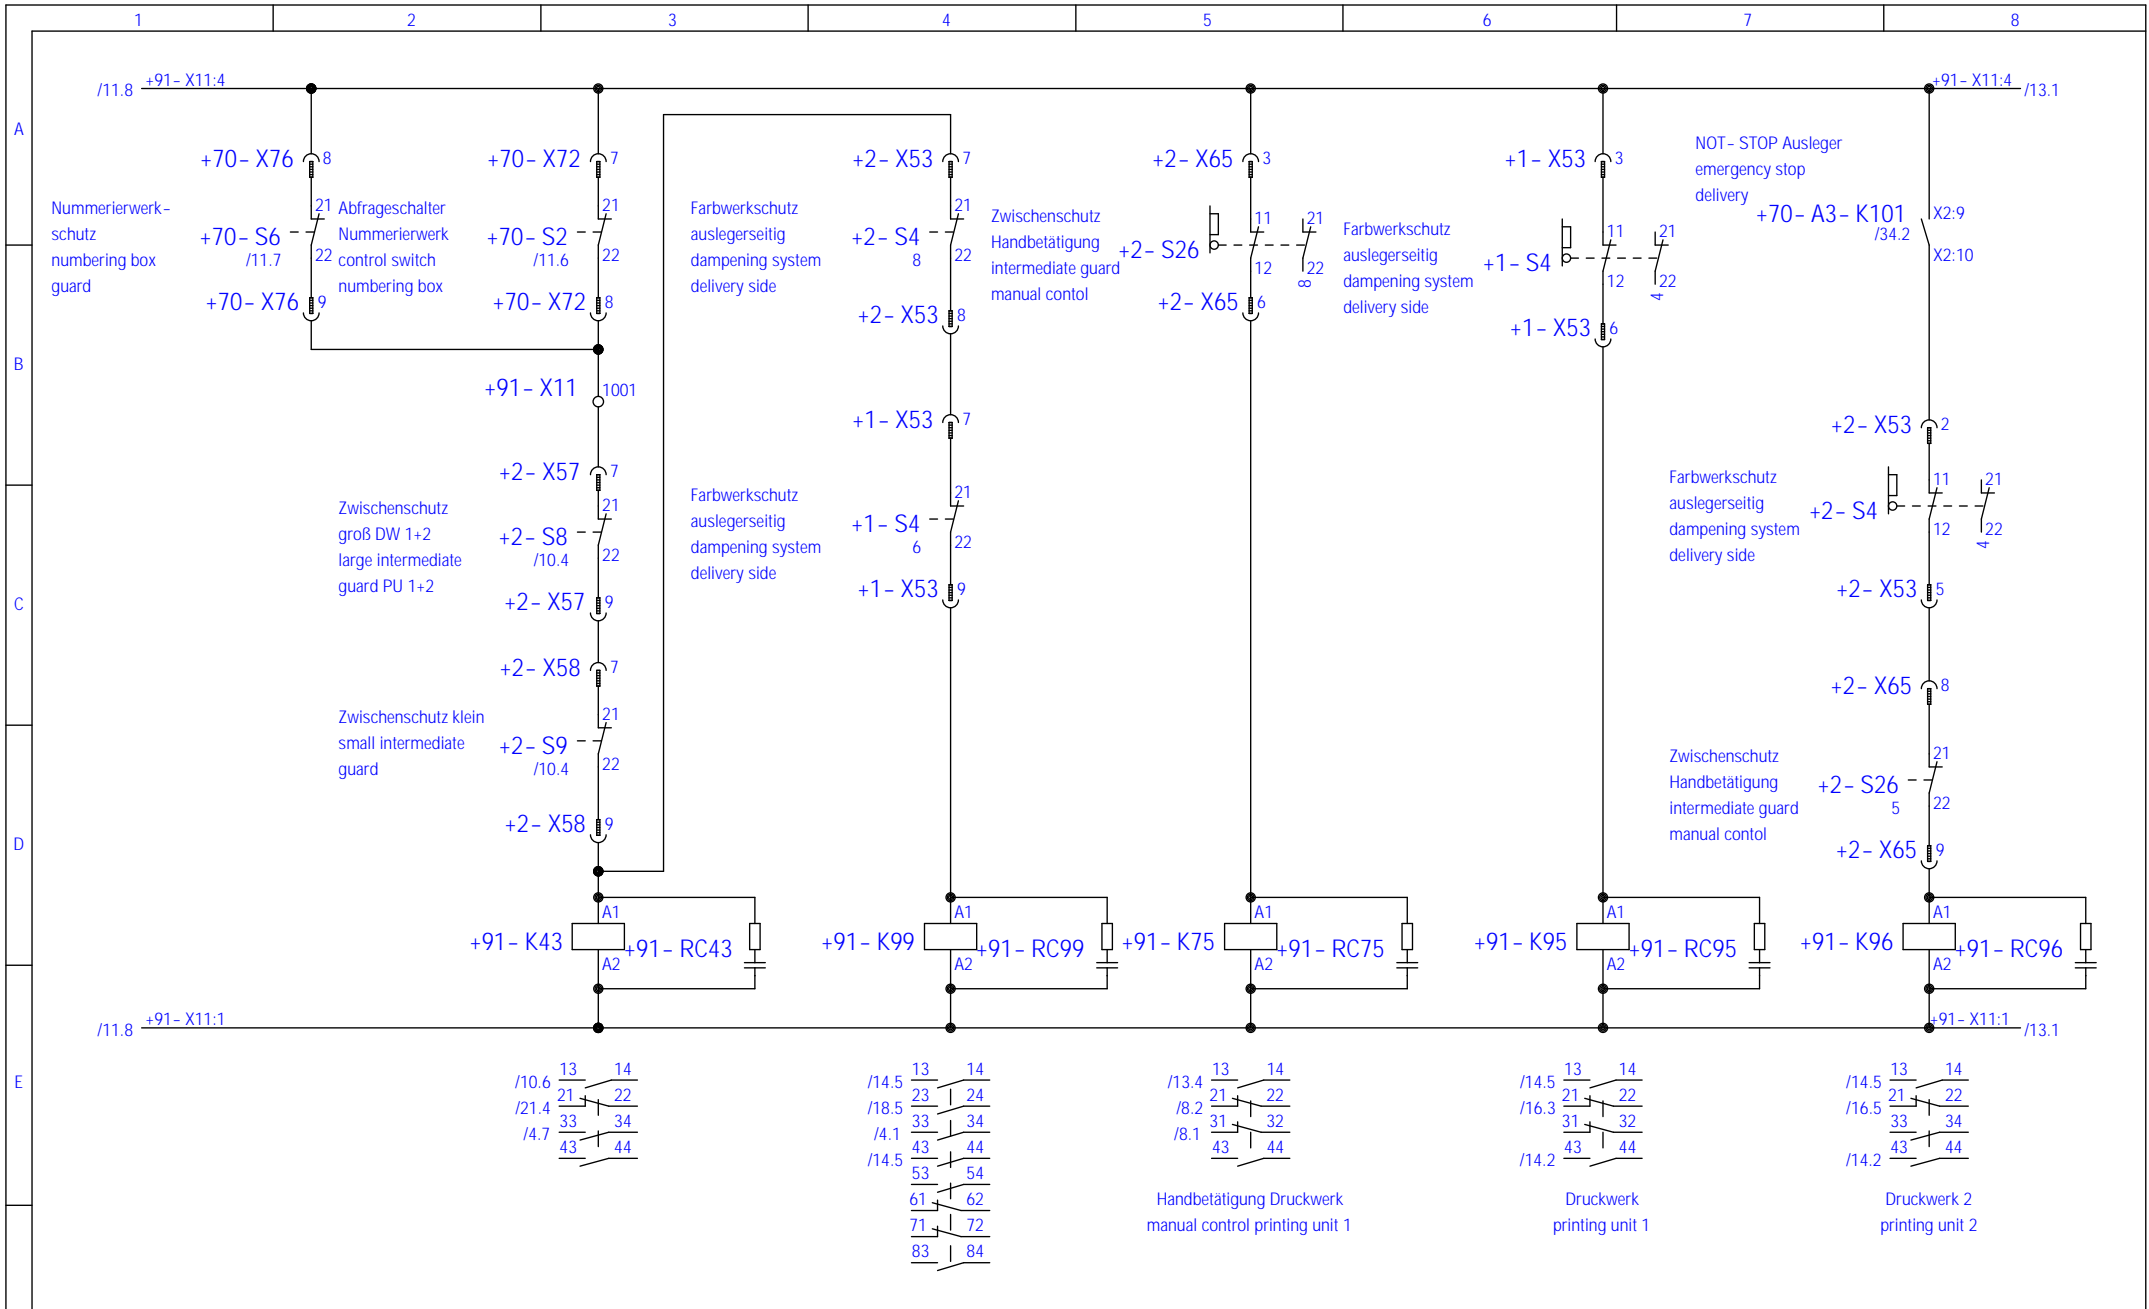 1 2 3 4 5 6 7 8
A
B
C
D
E
/11.8 +91-X11:4
+91-X11:4 /13.1
Nummerierwerk-
schutz
numbering box
guard
+70-X76 8
21
+70-S6
/11.7
22
+70-X76 9
Abfrageschalter
Nummerierwerk
control switch
numbering box
+70-X72 7
21
+70-S2
/11.6
22
+70-X72 8
+91-X11 1001
+2-X57 7
Zwischenschutz
groß DW 1+2
large intermediate
guard PU 1+2
21
+2-S8
/10.4
22
+2-X57 9
+2-X58 7
Zwischenschutz klein
small intermediate
guard
21
+2-S9
/10.4
22
+2-X58 9
A1
+91-K43
A2
+91-RC43
Farbwerkschutz
auslegerseitig
dampening system
delivery side
+2-X53 7
21
+2-S4
8
22
+2-X53 8
+1-X53 7
Farbwerkschutz
auslegerseitig
dampening system
delivery side
21
+1-S4
6
22
+1-X53 9
A1
+91-K99
A2
+91-RC99
Zwischenschutz
Handbetätigung
intermediate guard
manual contol
+2-X65 3
11 21
+2-S26
12 22
8
+2-X65 6
A1
+91-K75
A2
+91-RC75
Farbwerkschutz
auslegerseitig
dampening system
delivery side
+1-X53 3
11 21
+1-S4
12 22
4
+1-X53 6
A1
+91-K95
A2
+91-RC95
NOT-STOP Ausleger
emergency stop
delivery
+70-A3-K101 X2:9
/34.2
X2:10
+2-X53 2
Farbwerkschutz
auslegerseitig
dampening system
delivery side
11 21
+2-S4
12 22
4
+2-X53 5
+2-X65 8
Zwischenschutz
Handbetätigung
intermediate guard
manual contol
21
+2-S26
5
22
+2-X65 9
A1
+91-K96
A2
+91-RC96
/11.8 +91-X11:1
+91-X11:1 /13.1
/10.6 13 14
/21.4 21 22
/4.7 33 34
43 44
/14.5 13 14
/18.5 23 24
/4.1 33 34
/14.5 43 44
53 54
61 62
71 72
83 84
/13.4 13 14
/8.2 21 22
/8.1 31 32
43 44
Handbetätigung Druckwerk
manual control printing unit 1
/14.5 13 14
/16.3 21 22
31 32
/14.2 43 44
Druckwerk
printing unit 1
/14.5 13 14
/16.5 21 22
33 34
/14.2 43 44
Druckwerk 2
printing unit 2